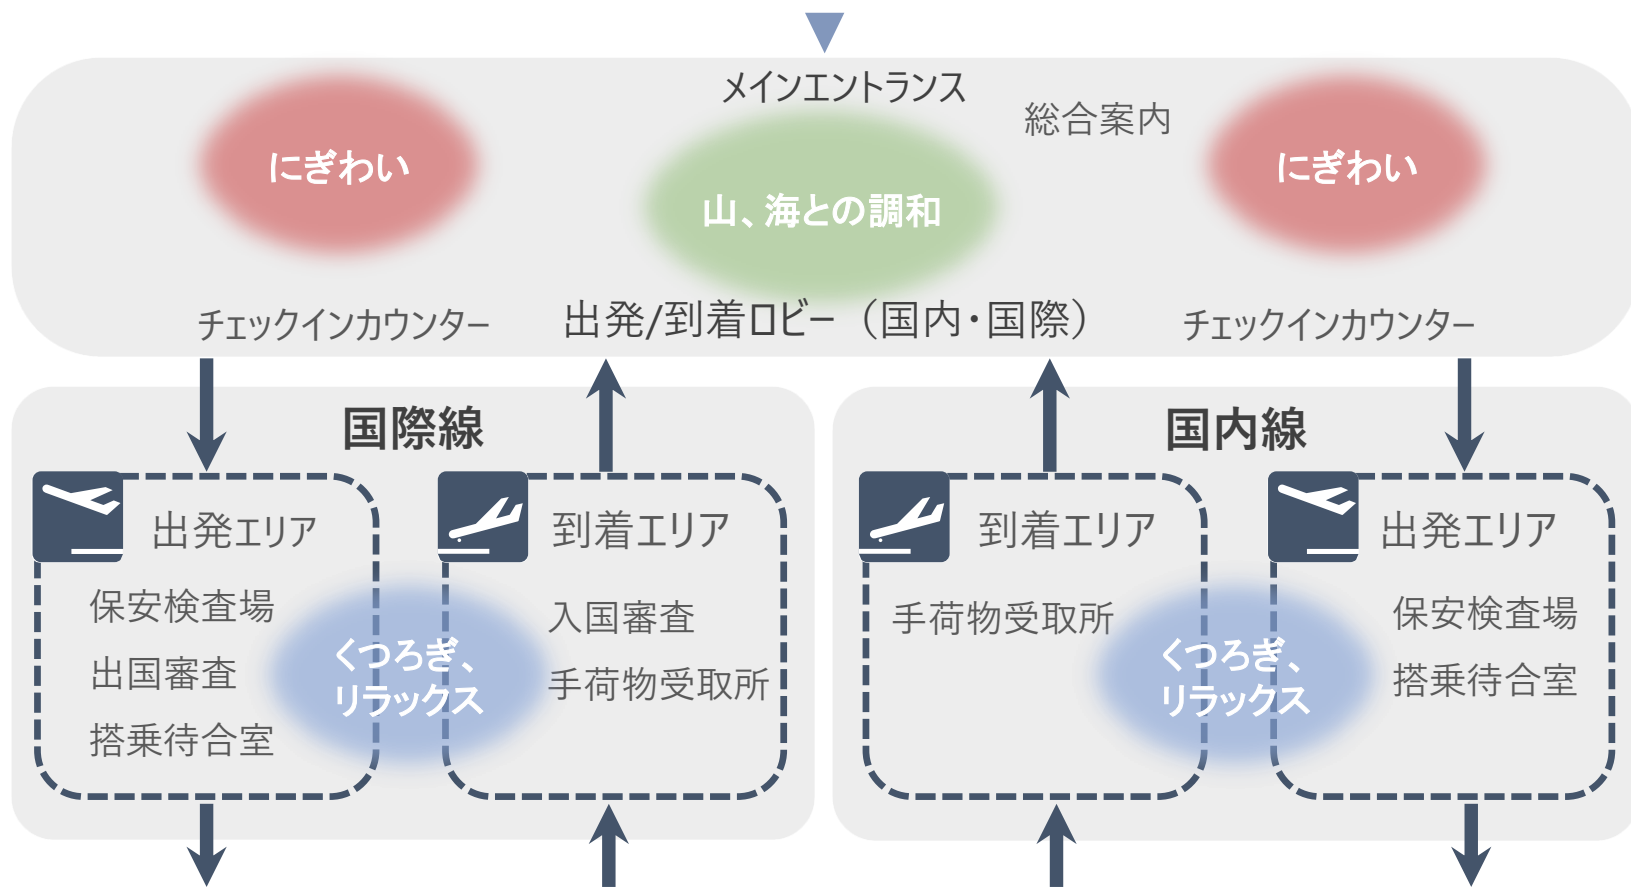 メインエントランス
総合案内
にぎわい
山、海との調和
にぎわい
チェックインカウンター
出発/到着ロビー（国内・国際）
チェックインカウンター
国際線
出発エリア
保安検査場
出国審査
搭乗待合室
くつろぎ、
リラックス
到着エリア
入国審査
手荷物受取所
国内線
到着エリア
手荷物受取所
くつろぎ、
リラックス
出発エリア
保安検査場
搭乗待合室